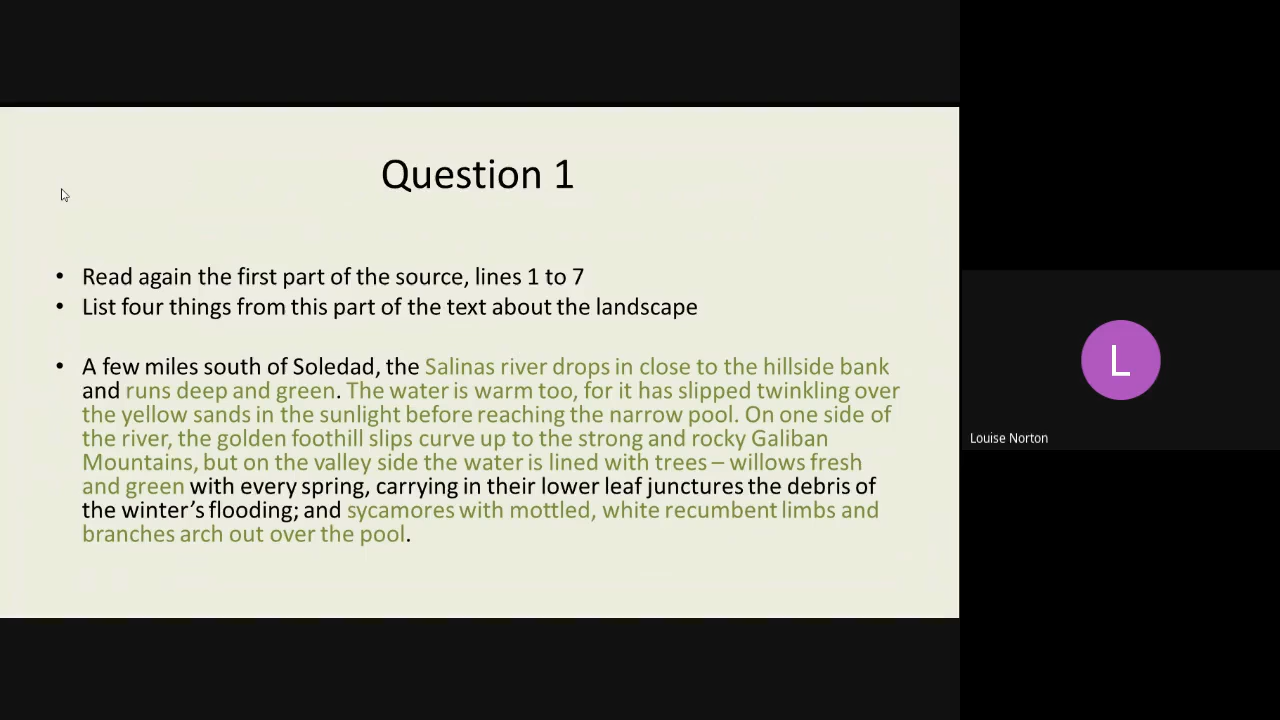 Question 1
• Read again the first part of the source, lines 1 to 7
• List four things from this part of the text about the landscape
• A few miles south of Soledad, the Salinas river drops in close to the hillside bank
and runs deep and green. The water is warm too, for it has slipped twinkling over
the yellow sands in the sunlight before reaching the narrow pool. On one side of
the river, the golden foothill slips curve up to the strong and rocky Galiban
Mountains, but on the valley side the water is lined with trees – willows fresh
and green with every spring, carrying in their lower leaf junctures the debris of
the winter’s flooding; and sycamores with mottled, white recumbent limbs and
branches arch out over the pool.
L
Louise Norton